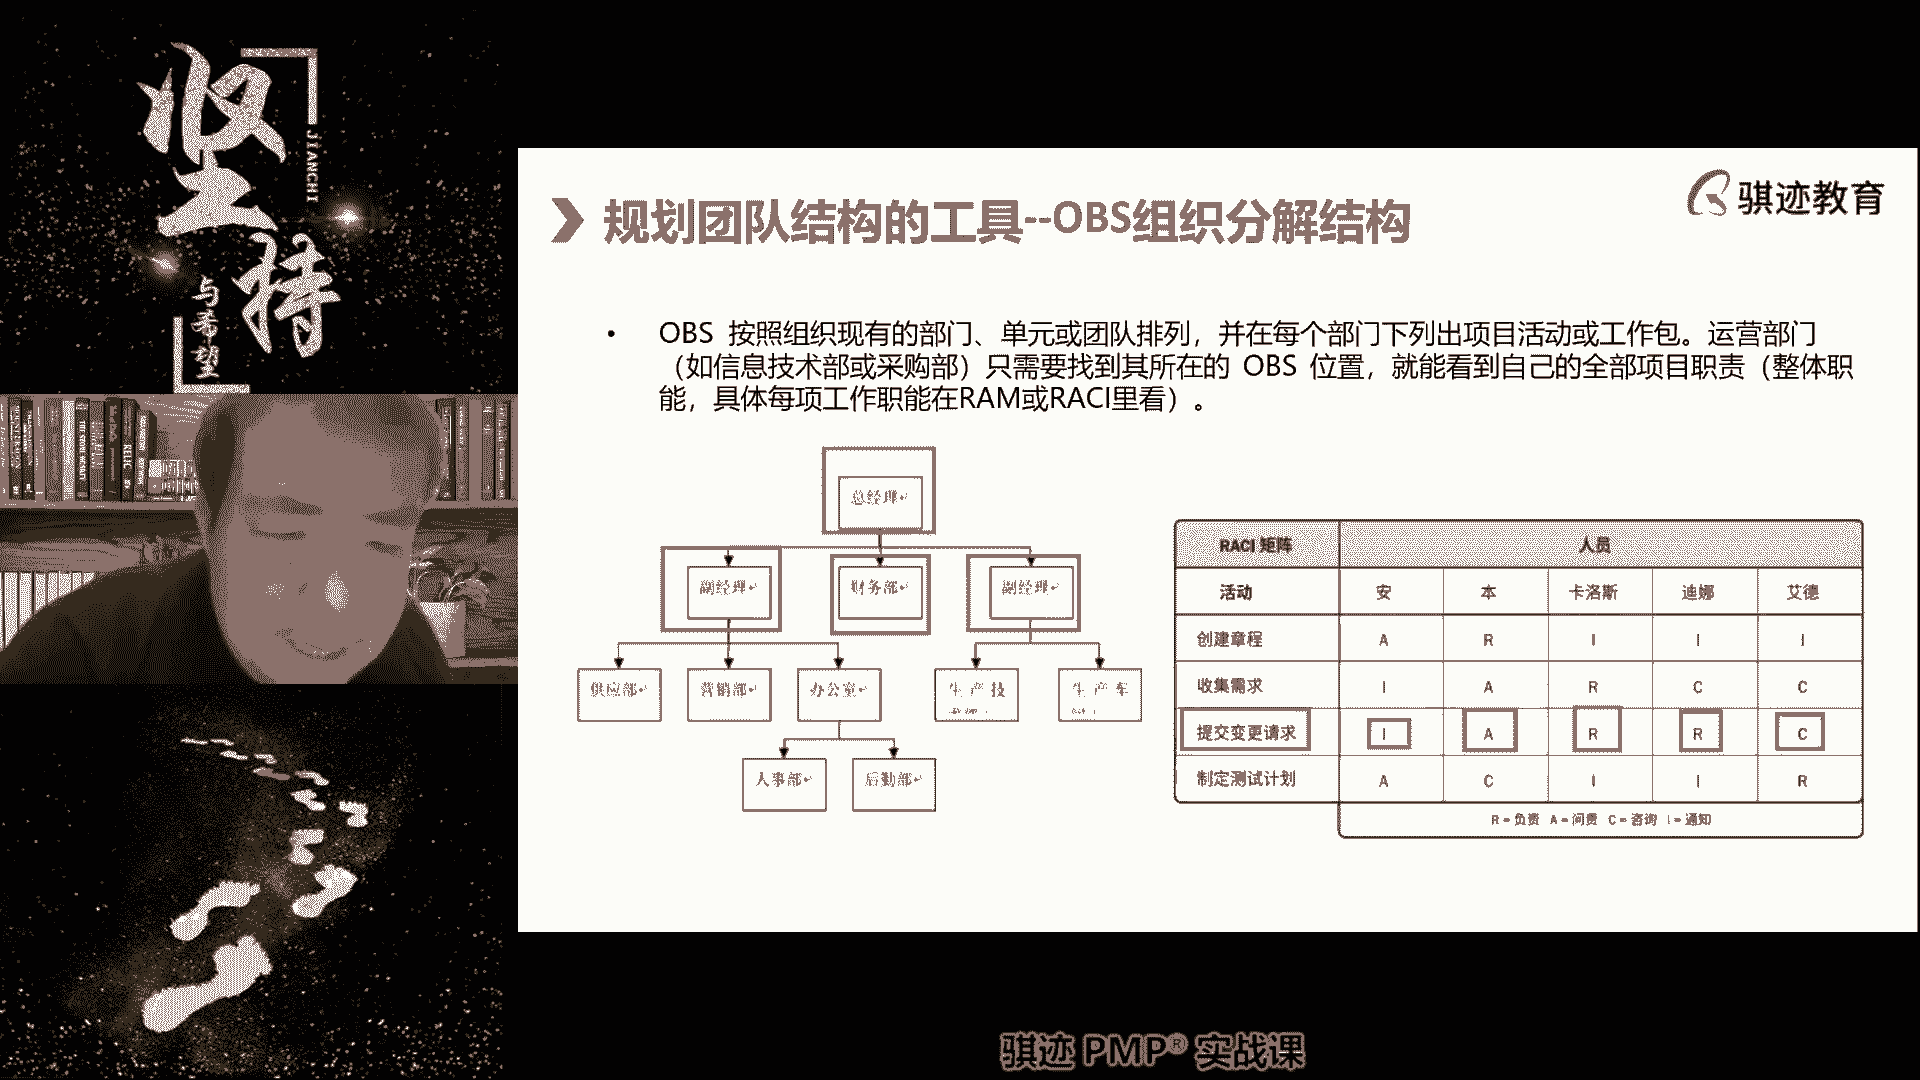 坚
持
JIANCHI
与希望
骐迹教育
规划团队结构的工具--OBS组织分解结构
• OBS 按照组织现有的部门、单元或团队排列，并在每个部门下列出项目活动或工作包。运营部门
（如信息技术部或采购部）只需要找到其所在的 OBS 位置，就能看到自己的全部项目职责（整体职
能，具体每项工作职能在RAM或RACI里看）。
总经理
副经理 财务部 副经理
供应部 营销部 办公室 生产技 生产车
人事部 后勤部
RACI 矩阵 人员
活动 安 本 卡洛斯 迪娜 艾德
创建章程 A R I I I
收集需求 I A R C C
提交变更请求 I A R R C
制定测试计划 A C I I R
R = 负责 A = 问责 C = 咨询 I = 通知
骐迹 PMP® 实战课